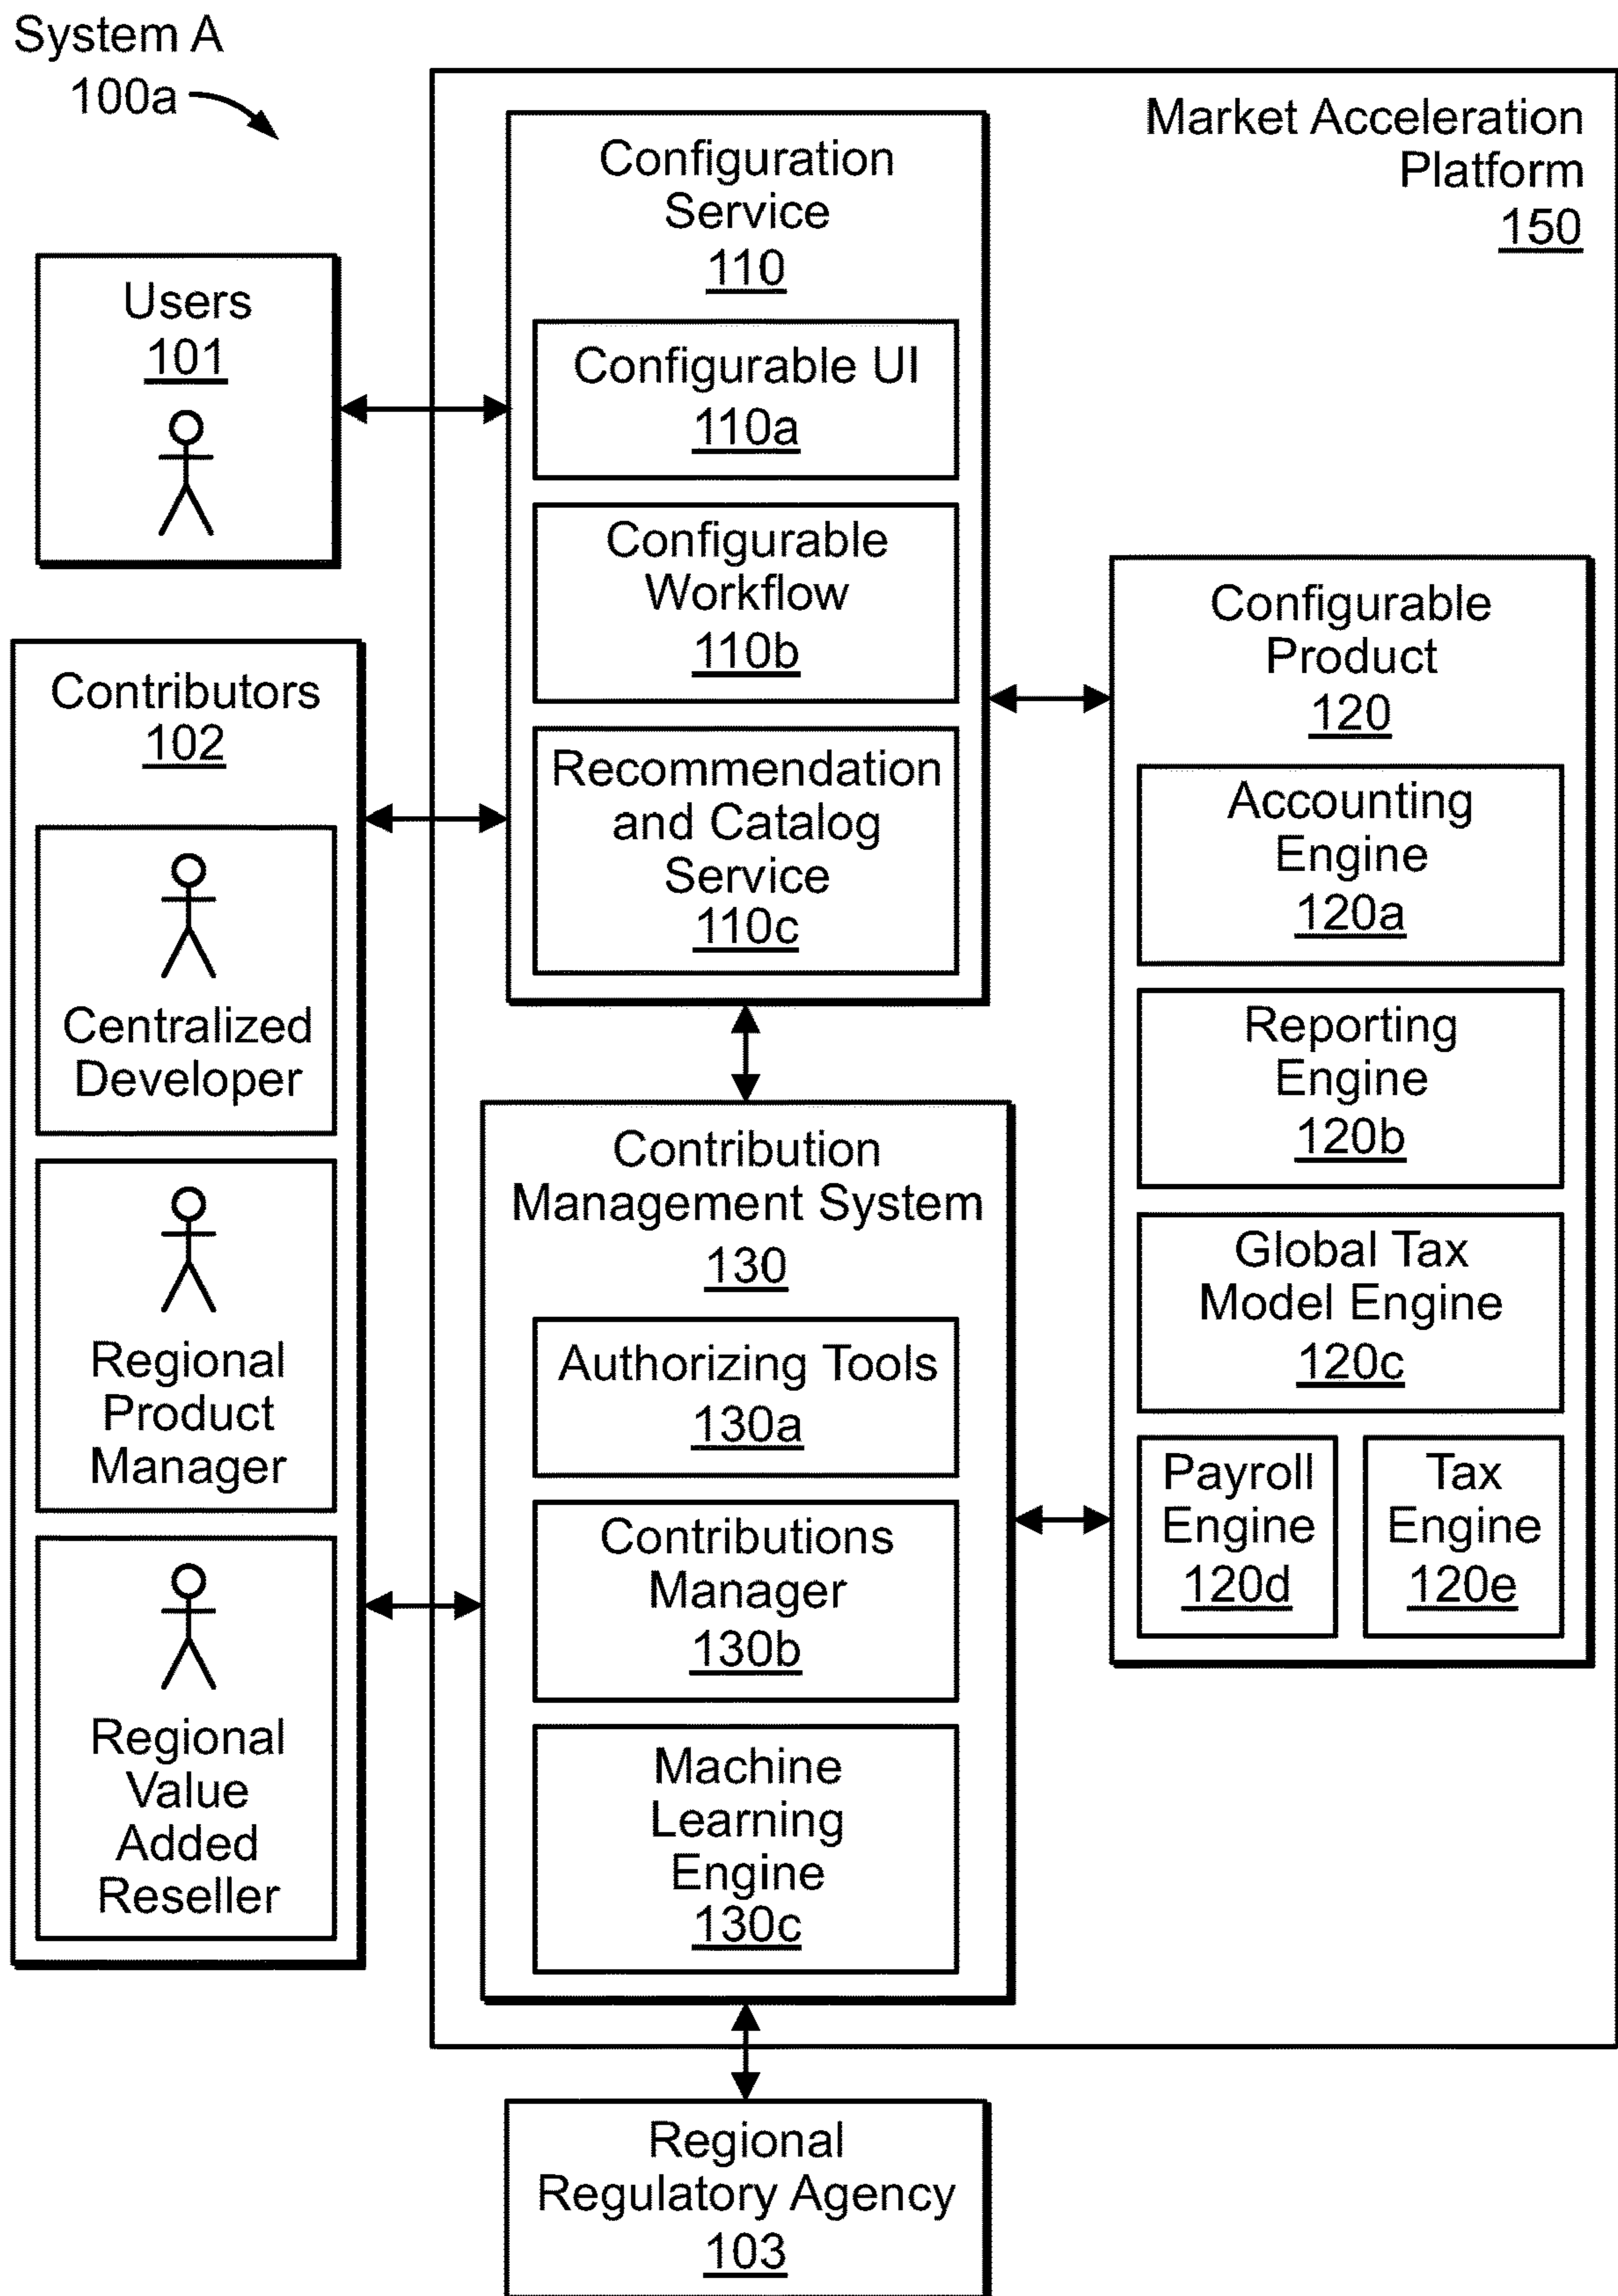 System A
100a
Market Acceleration
Platform
150
Configuration
Service
110
Configurable UI
110a
Configurable
Workflow
110b
Recommendation
and Catalog
Service
110c
Users
101
Contributors
102
Centralized
Developer
Regional
Product
Manager
Regional
Value
Added
Reseller
Configurable
Product
120
Accounting
Engine
120a
Reporting
Engine
120b
Global Tax
Model Engine
120c
Payroll
Engine
120d
Tax
Engine
120e
Contribution
Management System
130
Authorizing Tools
130a
Contributions
Manager
130b
Machine
Learning
Engine
130c
Regional
Regulatory Agency
103